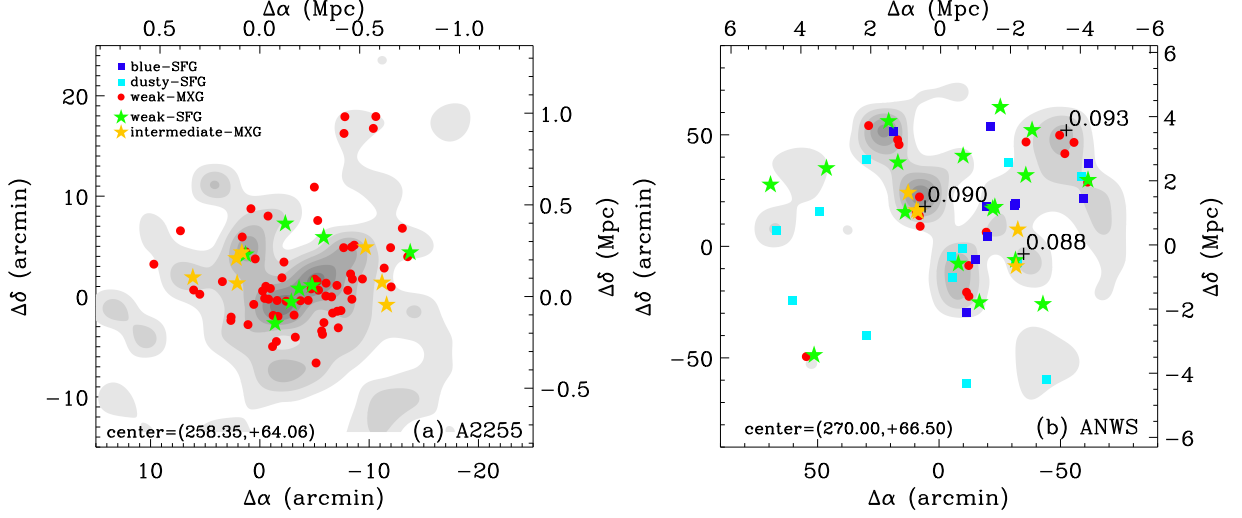 Δα (Mpc)
0.5 0.0 −0.5 −1.0
blue−SFG
dusty−SFG
weak−MXG
weak−SFG
intermediate−MXG
20
10
0
−10
Δδ (arcmin)
1.0
0.5
0.0
−0.5
Δδ (Mpc)
center=(258.35,+64.06)
(a) A2255
10 0 −10 −20
Δα (arcmin)
Δα (Mpc)
6 4 2 0 −2 −4 −6
50
0
−50
Δδ (arcmin)
0.093
0.090
0.088
6
4
2
0
−2
−4
−6
Δδ (Mpc)
center=(270.00,+66.50)
(b) ANWS
50 0 −50
Δα (arcmin)